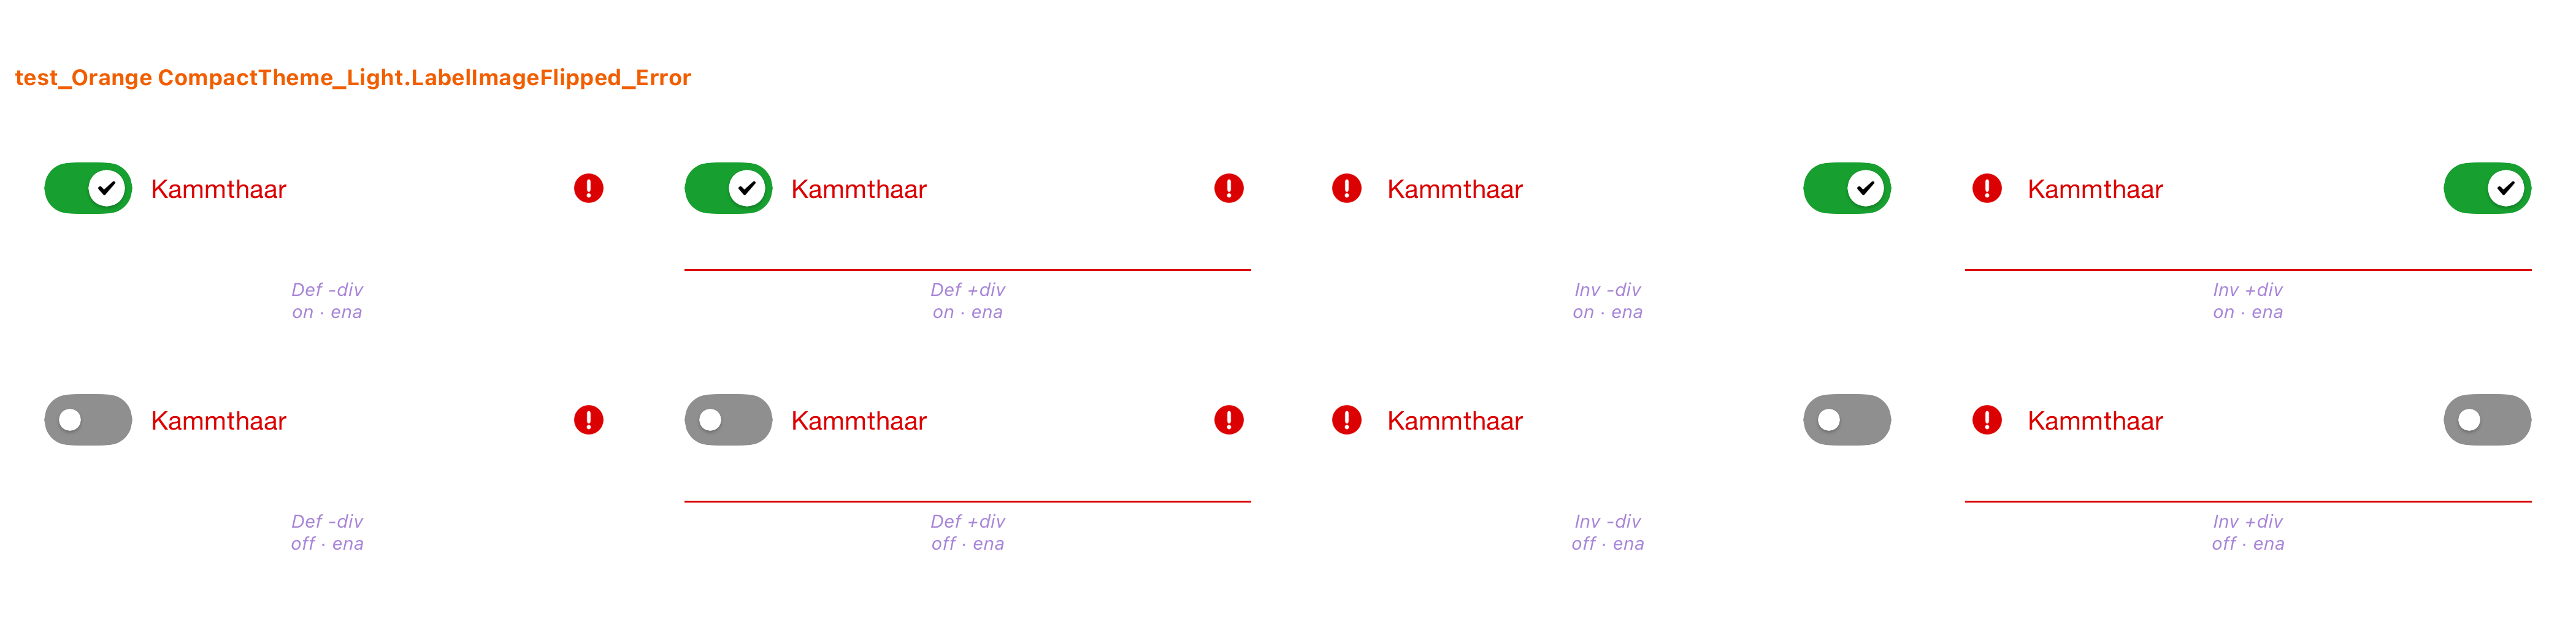 test_Orange CompactTheme_Light.LabelImageFlipped_Error
Kammthaar
Kammthaar
Kammthaar
Kammthaar
Def -div
on · ena
Def +div
on · ena
Inv -div
on · ena
Inv +div
on · ena
Kammthaar
Kammthaar
Kammthaar
Kammthaar
Def -div
off · ena
Def +div
off · ena
Inv -div
off · ena
Inv +div
off · ena